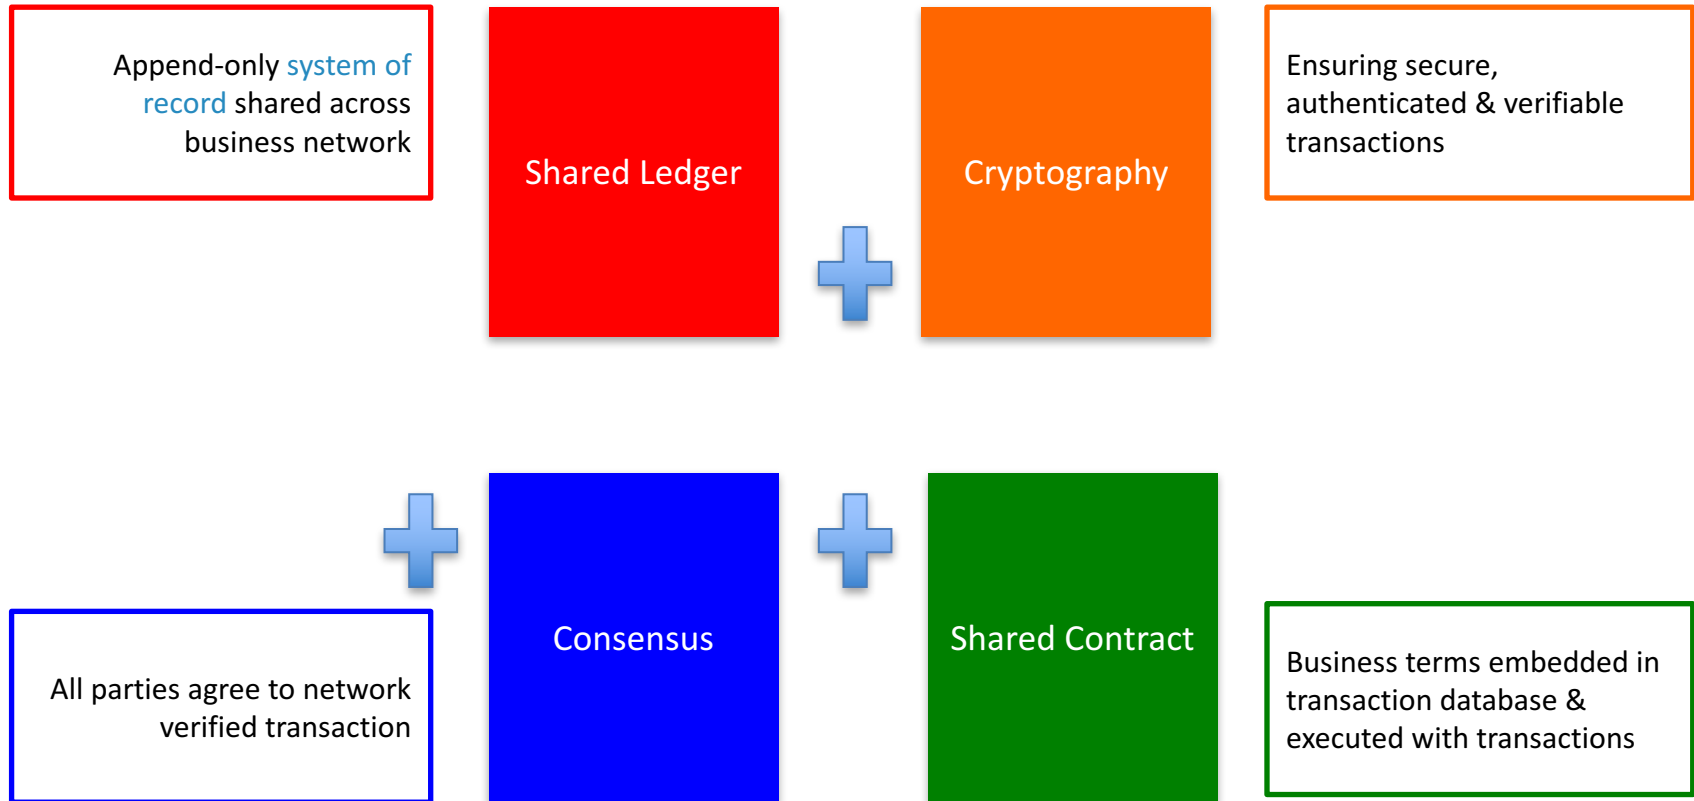 Append-only system of
record shared across
business network
Shared Ledger
Cryptography
Ensuring secure,
authenticated & verifiable
transactions
All parties agree to network
verified transaction
Consensus
Shared Contract
Business terms embedded in
transaction database &
executed with transactions